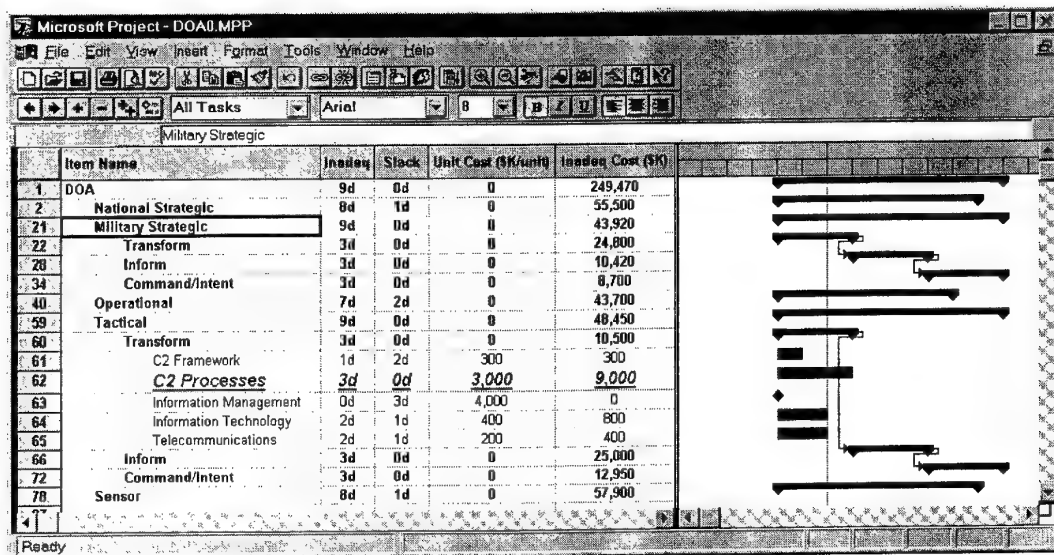 Microsoft Project - DOA0.MPP
File Edit View Insert Format Tools Window Help
All Tasks Arial 8 B I U
Military Strategic
Item Name Inadeq Slack Unit Cost ($K/unit) Inadeq Cost ($K)
1 DOA 9d 0d 0 249,470
2 National Strategic 8d 1d 0 55,500
21 Military Strategic 9d 0d 0 43,920
22 Transform 3d 0d 0 24,800
28 Inform 3d 0d 0 10,420
34 Command/Intent 3d 0d 0 8,700
40 Operational 7d 2d 0 43,700
59 Tactical 9d 0d 0 48,450
60 Transform 3d 0d 0 10,500
61 C2 Framework 1d 2d 300 300
62 C2 Processes 3d 0d 3,000 9,000
63 Information Management 0d 3d 4,000 0
64 Information Technology 2d 1d 400 800
65 Telecommunications 2d 1d 200 400
66 Inform 3d 0d 0 25,000
72 Command/Intent 3d 0d 0 12,950
78 Sensor 8d 1d 0 57,900
Ready